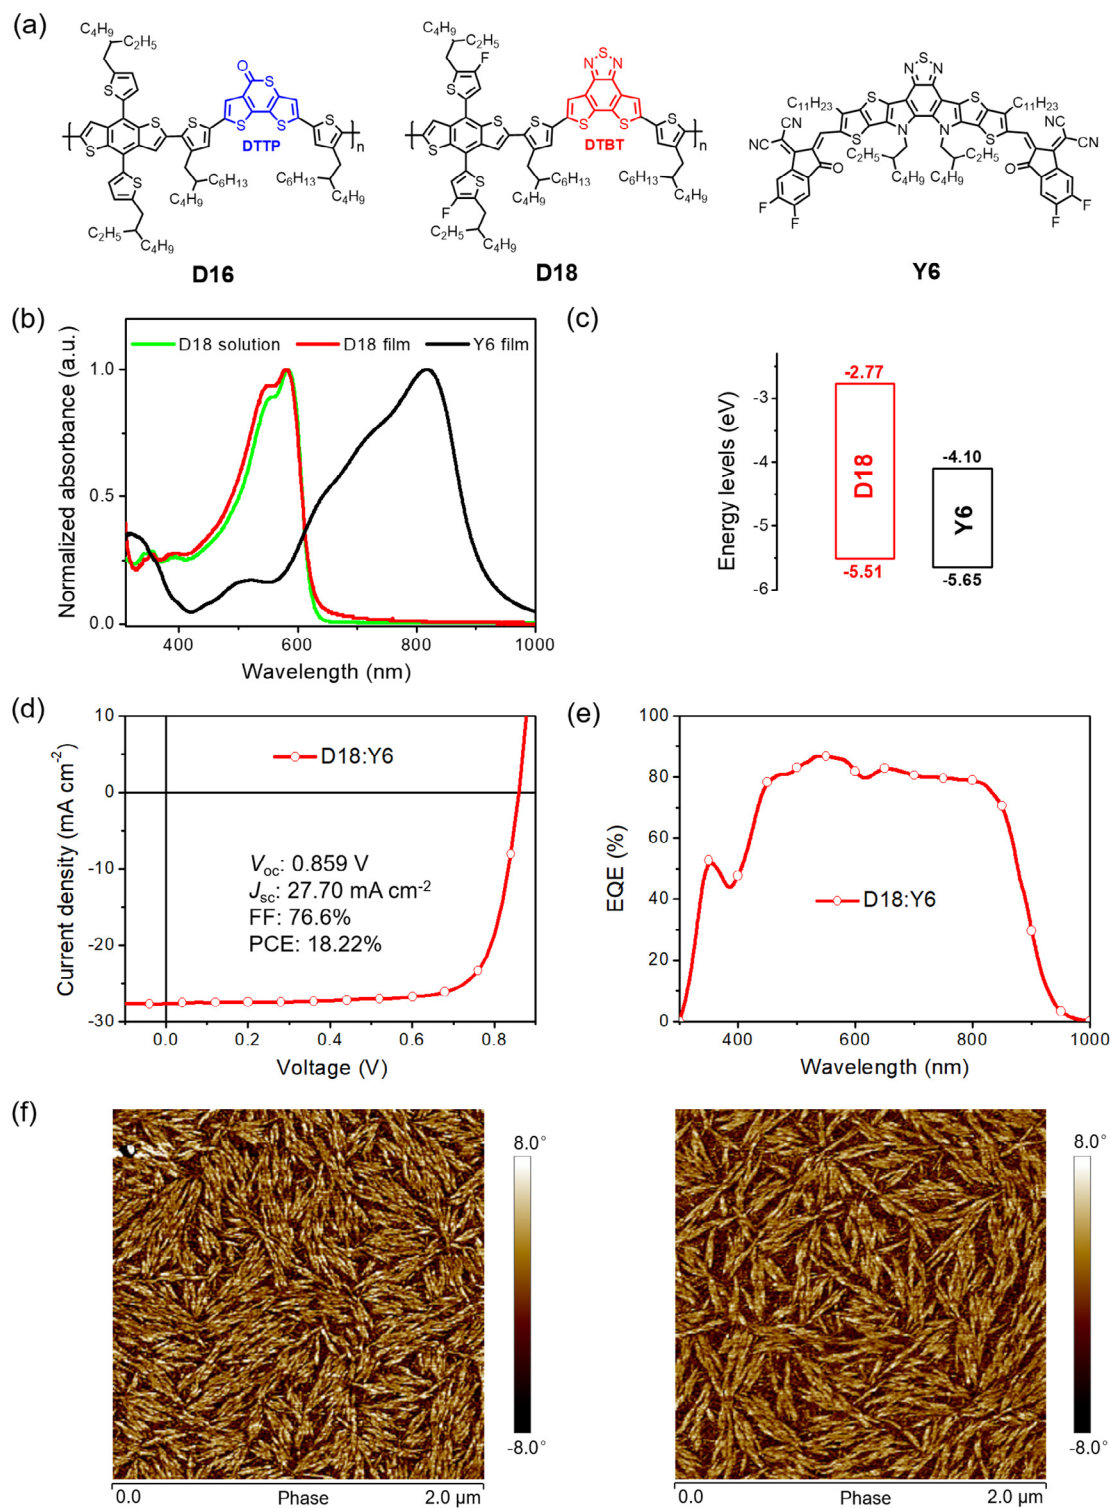 (a)
C4H9
C2H5
S
O
S
S
S
DTTP
S
S
S
S
S
n
C6H13
C4H9
C6H13
C4H9
C2H5
C4H9
D16
C4H9
C2H5
F
S
N
S
N
S
S
DTBT
S
S
S
S
S
F
n
C6H13
C4H9
C6H13
C4H9
C2H5
C4H9
D18
N
S
N
C11H23
S
S
S
S
C11H23
CN
NC
N
N
CN
CN
O
O
C2H5
C4H9
C2H5
C4H9
F
F
F
F
Y6
(b)
Normalized absorbance (a.u.)
D18 solution D18 film Y6 film
1.0
0.5
0.0
400 600 800 1000
Wavelength (nm)
(c)
Energy levels (eV)
-3
-4
-5
-6
-2.77
D18
-5.51
-4.10
Y6
-5.65
(d)
Current density (mA cm-2)
10
0
-10
-20
-30
D18:Y6
Voc: 0.859 V
Jsc: 27.70 mA cm-2
FF: 76.6%
PCE: 18.22%
0.0 0.2 0.4 0.6 0.8
Voltage (V)
(e)
EQE (%)
100
80
60
40
20
0
D18:Y6
400 600 800 1000
Wavelength (nm)
(f)
8.0°
-8.0°
0.0 Phase 2.0 µm
8.0°
-8.0°
0.0 Phase 2.0 µm